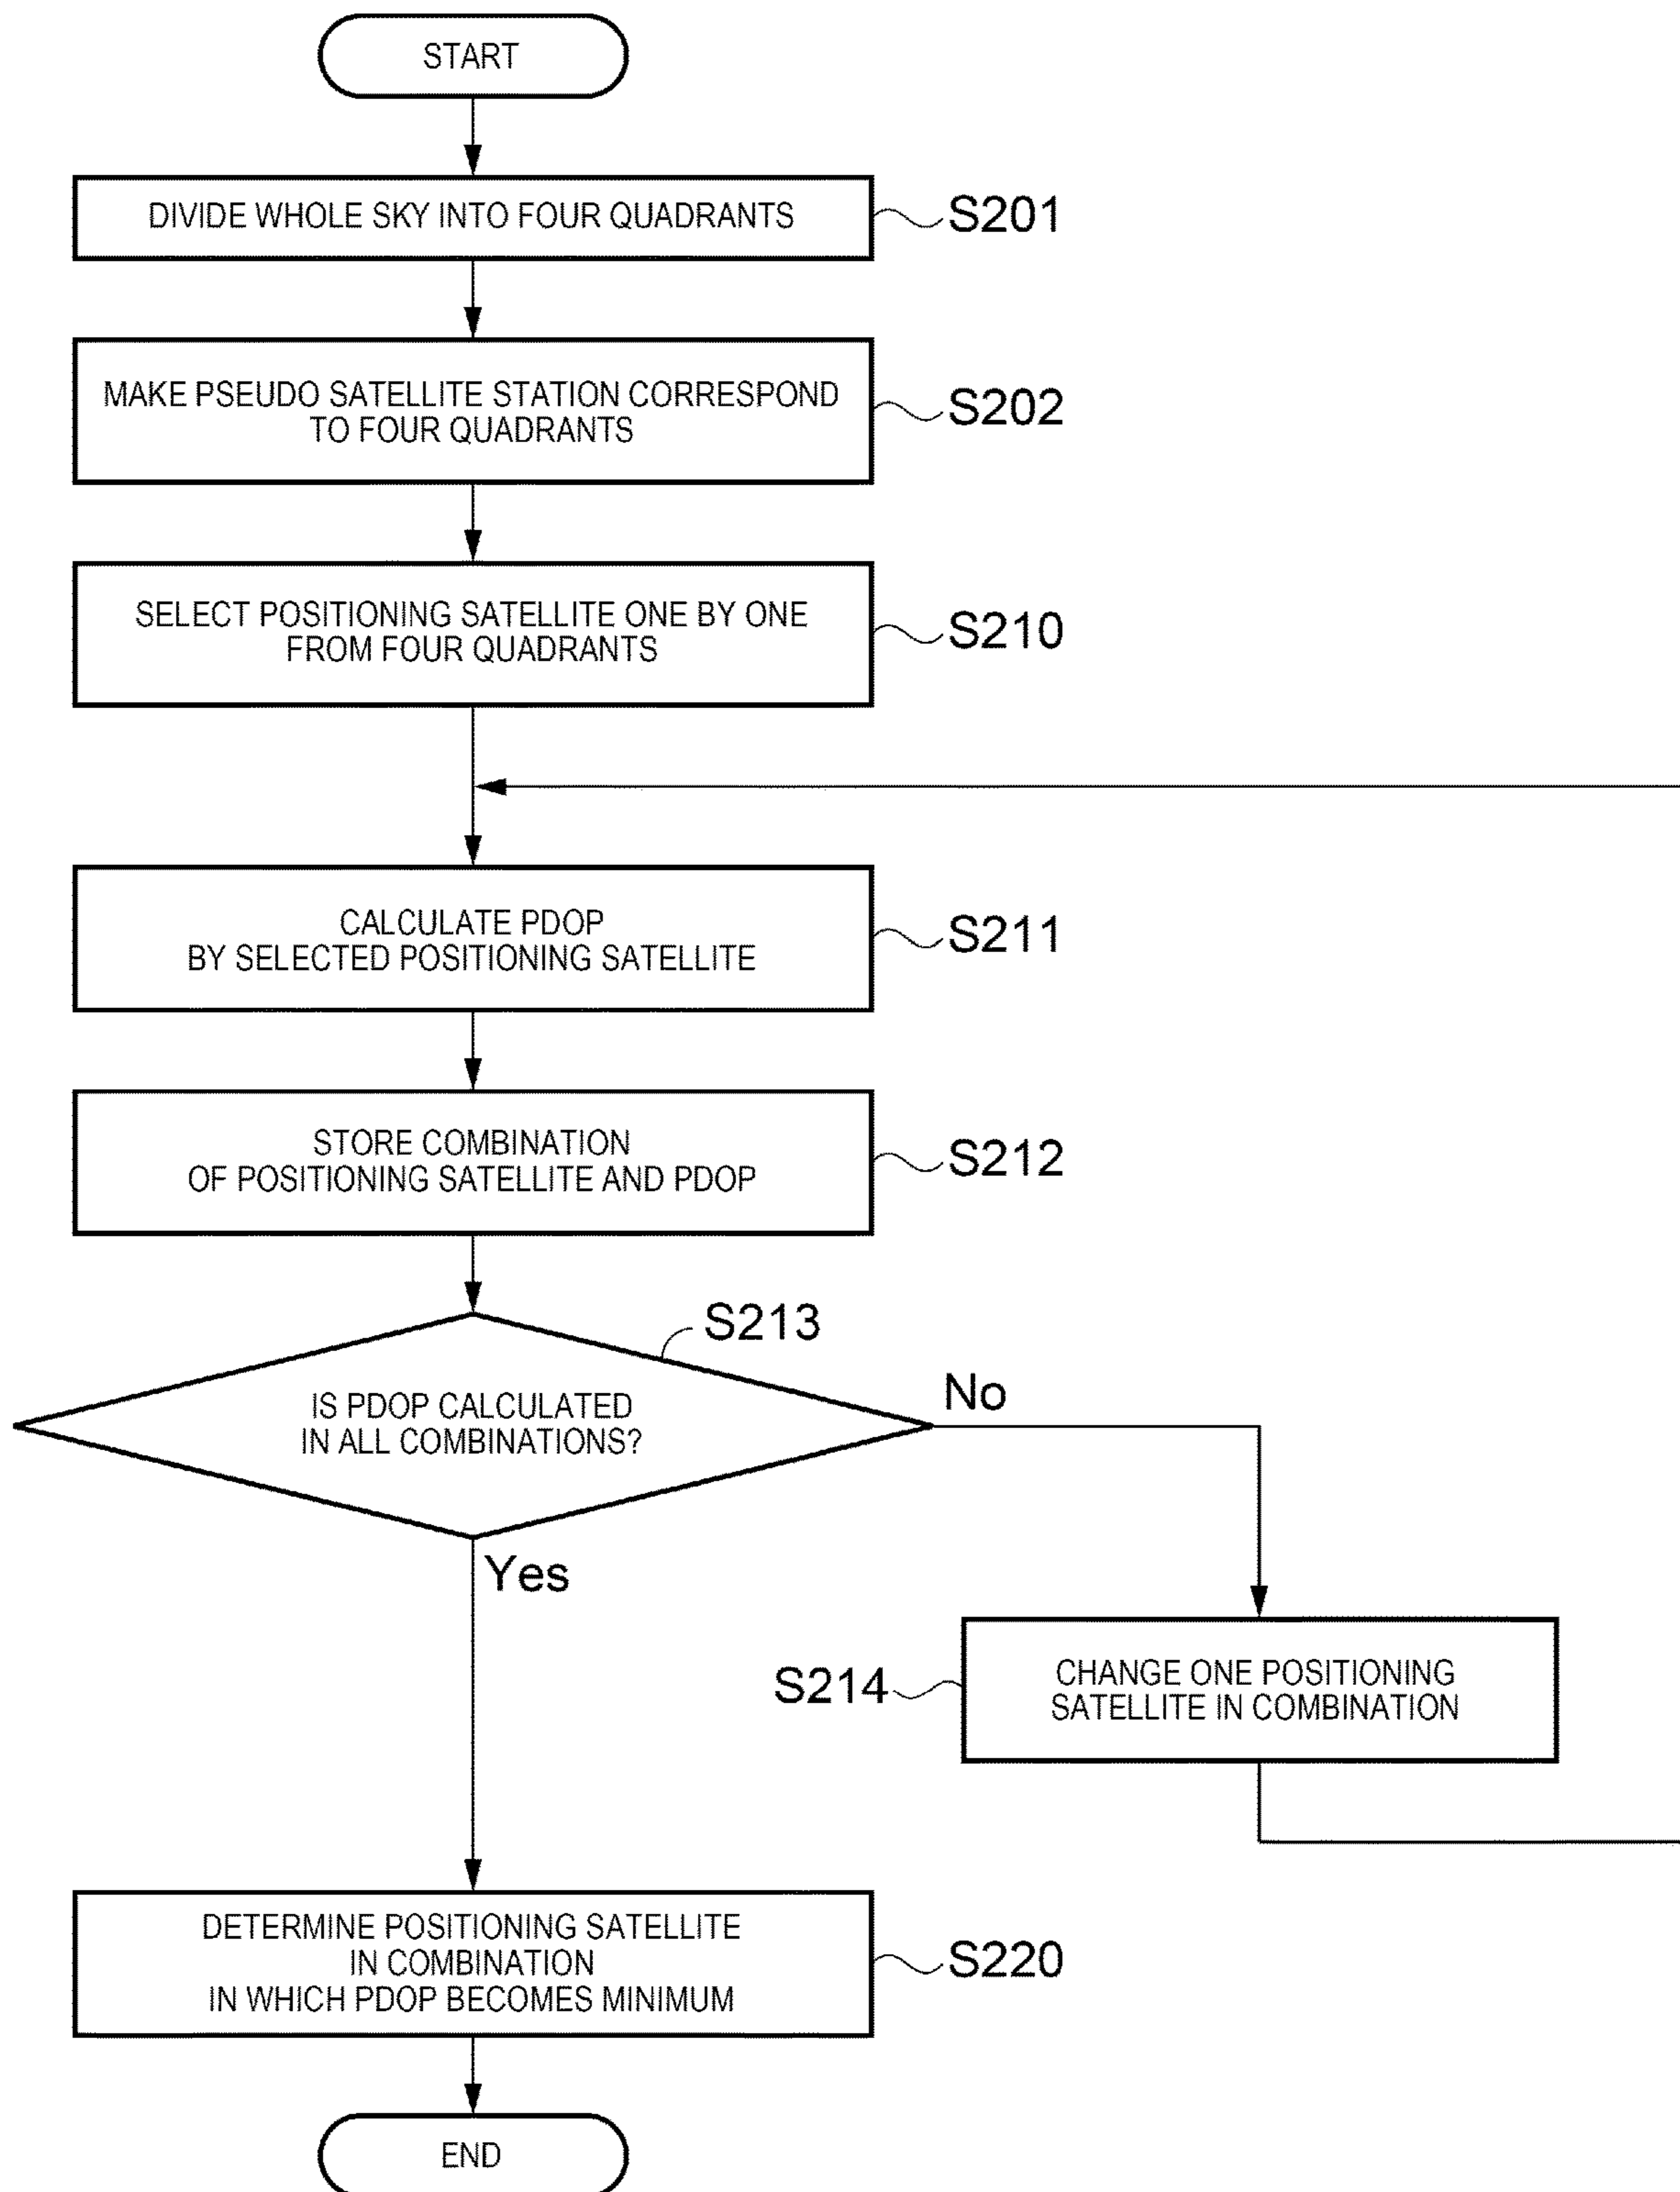 START
DIVIDE WHOLE SKY INTO FOUR QUADRANTS
S201
MAKE PSEUDO SATELLITE STATION CORRESPOND
TO FOUR QUADRANTS
S202
SELECT POSITIONING SATELLITE ONE BY ONE
FROM FOUR QUADRANTS
S210
CALCULATE PDOP
BY SELECTED POSITIONING SATELLITE
S211
STORE COMBINATION
OF POSITIONING SATELLITE AND PDOP
S212
S213
IS PDOP CALCULATED
IN ALL COMBINATIONS?
No
Yes
S214
CHANGE ONE POSITIONING
SATELLITE IN COMBINATION
DETERMINE POSITIONING SATELLITE
IN COMBINATION
IN WHICH PDOP BECOMES MINIMUM
S220
END